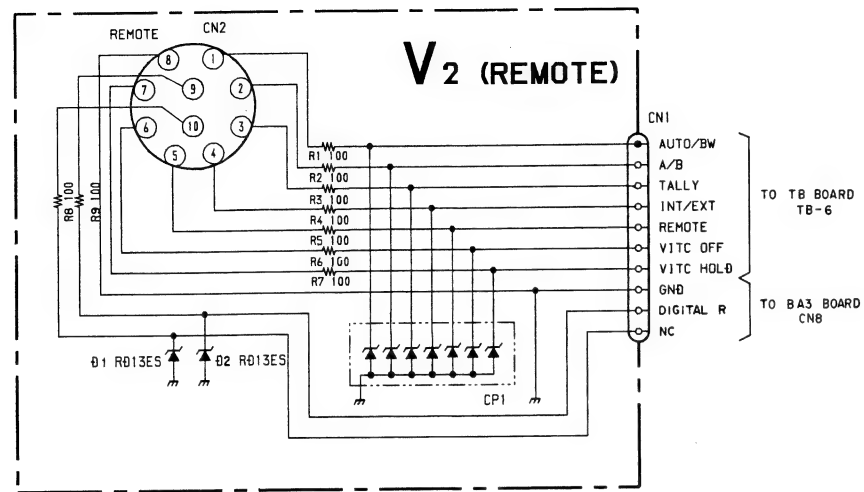 REMOTE
CN2
V2 (REMOTE)
8
1
7
9
2
10
6
3
5
4
R8 100
R9 100
R1 100
R2 100
R3 100
R4 100
R5 100
R6 100
R7 100
CN1
AUTO/BW
A/B
TALLY
INT/EXT
REMOTE
VITC OFF
VITC HOLD
GND
DIGITAL R
NC
TO TB BOARD
TB-6
TO BA3 BOARD
CN8
D1 RD13ES
D2 RD13ES
CP1